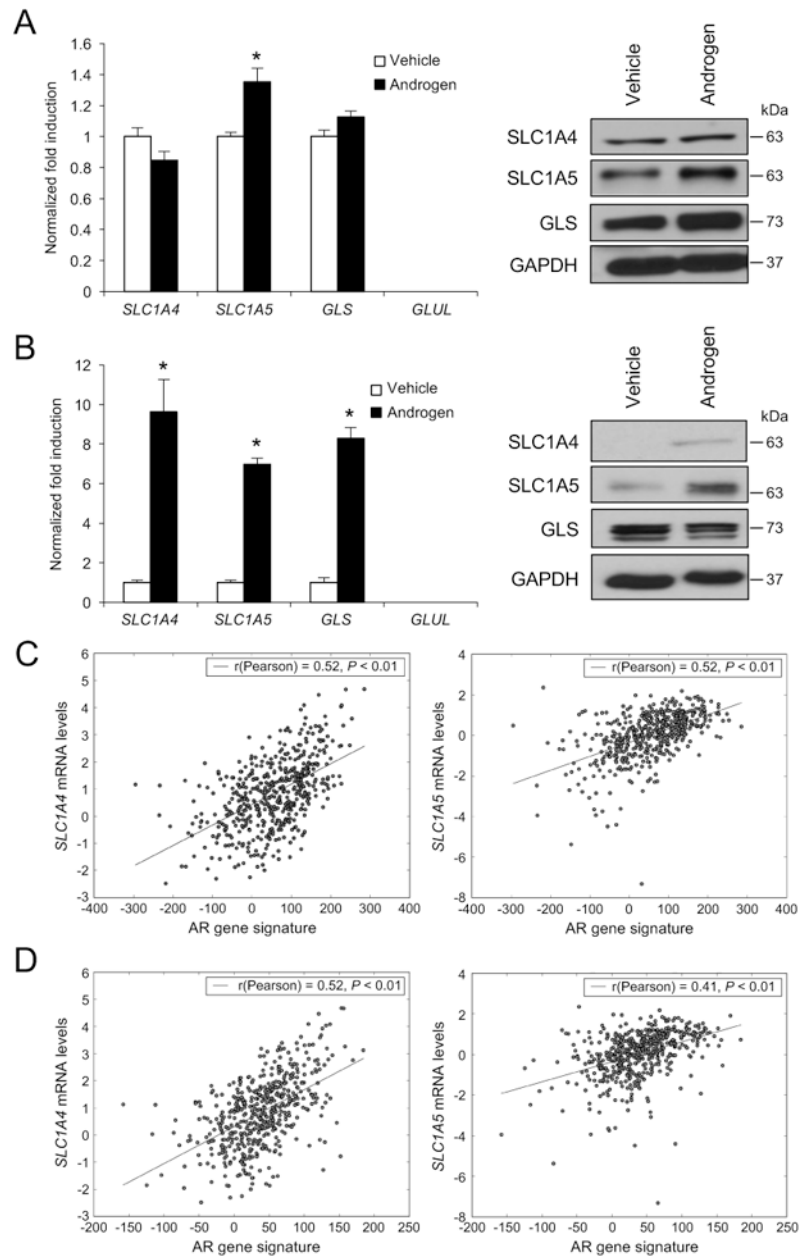 A
Normalized fold induction
1.6
1.4
1.2
1
0.8
0.6
0.4
0.2
0
*
Vehicle
Androgen
SLC1A4
SLC1A5
GLS
GLUL
Vehicle
Androgen
kDa
SLC1A4
63
SLC1A5
63
GLS
73
GAPDH
37
B
Normalized fold induction
12
10
8
6
4
2
0
*
*
*
Vehicle
Androgen
SLC1A4
SLC1A5
GLS
GLUL
Vehicle
Androgen
kDa
SLC1A4
63
SLC1A5
63
GLS
73
GAPDH
37
C
SLC1A4 mRNA levels
6
5
4
3
2
1
0
-1
-2
-3
r(Pearson) = 0.52, P < 0.01
-400 -300 -200 -100 0 100 200 300 400
AR gene signature
SLC1A5 mRNA levels
4
2
0
-2
-4
-6
-8
r(Pearson) = 0.52, P < 0.01
-400 -300 -200 -100 0 100 200 300 400
AR gene signature
D
SLC1A4 mRNA levels
6
5
4
3
2
1
0
-1
-2
-3
r(Pearson) = 0.52, P < 0.01
-200 -150 -100 -50 0 50 100 150 200 250
AR gene signature
SLC1A5 mRNA levels
4
2
0
-2
-4
-6
-8
r(Pearson) = 0.41, P < 0.01
-200 -150 -100 -50 0 50 100 150 200 250
AR gene signature